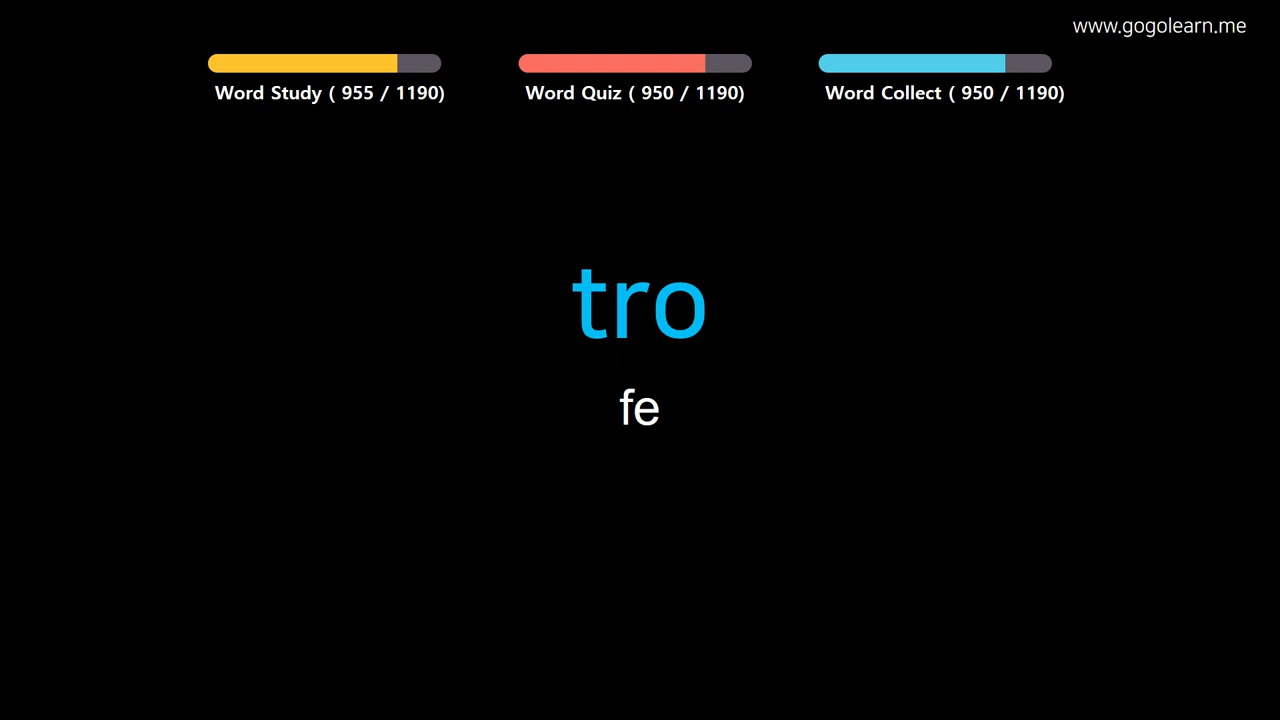 www.gogolearn.me
Word Study ( 955 / 1190)
Word Quiz ( 950 / 1190)
Word Collect ( 950 / 1190)
tro
fe